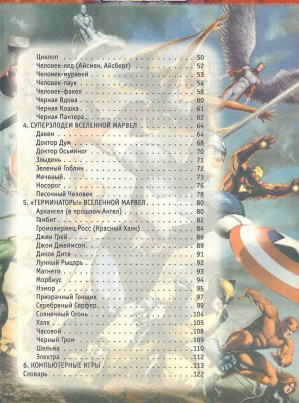 Циклоп 50
Человек-лед (Айсмен, Айсберг) 52
Человек-муравей 53
Человек-паук 54
Человек-факел 58
Черная Вдова 60
Черная Кошка 61
Черная Пантера 62
4. СУПЕРЗЛОДЕИ ВСЕЛЕННОЙ МАРВЕЛ 64
Дакен 64
Доктор Дум 68
Доктор Осьминог 70
Злыдень 71
Зеленый Гоблин 72
Меченый 73
Носорог 76
Песочный Человек 78
5. «ТЕРМИНАТОРЫ» ВСЕЛЕННОЙ МАРВЕЛ 80
Архангел (в прошлом Ангел) 80
Гамбит 82
Громовержец Росс (Красный Халк) 84
Джин Грей 86
Джон Джеймсон 89
Дикое Дитя 91
Лунный Рыцарь 92
Магнето 93
Морбиус 94
Нэмор 95
Призрачный Гонщик 97
Серебряный Серфер 99
Солнечный Огонь 104
Халк 105
Часовой 108
Черный Гром 109
Шельма 110
Электра 112
6. КОМПЬЮТЕРНЫЕ ИГРЫ 113
Словарь 122